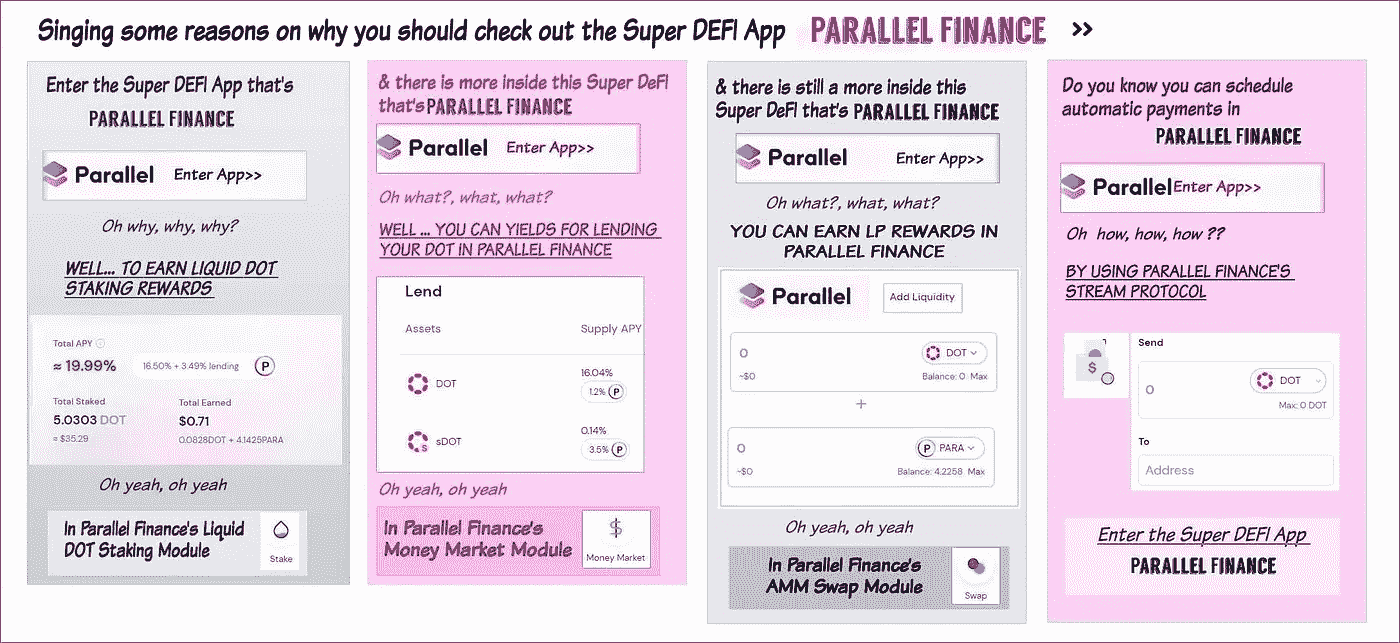 Singing some reasons on why you should check out the Super DEFI App PARALLEL FINANCE >>
Enter the Super DEFI App that's
PARALLEL FINANCE
Parallel Enter App>>
Oh why, why, why?
WELL... TO EARN LIQUID DOT
STAKING REWARDS
Total APY
≈ 19.99% 16.50% + 3.49% lending P
Total Staked Total Earned
5.0303 DOT $0.71
≈ $35.29 0.0828DOT + 4.1425PARA
Oh yeah, oh yeah
In Parallel Finance's Liquid
DOT Staking Module
Stake
& there is more inside this Super DeFI
that's PARALLEL FINANCE
Parallel Enter App>>
Oh what?, what, what?
WELL ... YOU CAN YIELDS FOR LENDING
YOUR DOT IN PARALLEL FINANCE
Lend
Assets Supply APY
DOT 16.04%
1.2% P
sDOT 0.14%
3.5% P
Oh yeah, oh yeah
In Parallel Finance's
Money Market Module
$
Money Market
& there is still a more inside this
Super DeFI that's PARALLEL FINANCE
Parallel Enter App>>
Oh what?, what, what?
YOU CAN EARN LP REWARDS IN
PARALLEL FINANCE
Parallel Add Liquidity
0 DOT
~$0 Balance: 0 Max
+
0 P PARA
~$0 Balance: 4.2258 Max
Oh yeah, oh yeah
In Parallel Finance's
AMM Swap Module
Swap
Do you know you can schedule
automatic payments in
PARALLEL FINANCE
Parallel Enter App>>
Oh how, how, how ??
BY USING PARALLEL FINANCE'S
STREAM PROTOCOL
$
Send
0 DOT
Max: 0 DOT
To
Address
Enter the Super DEFI App
PARALLEL FINANCE